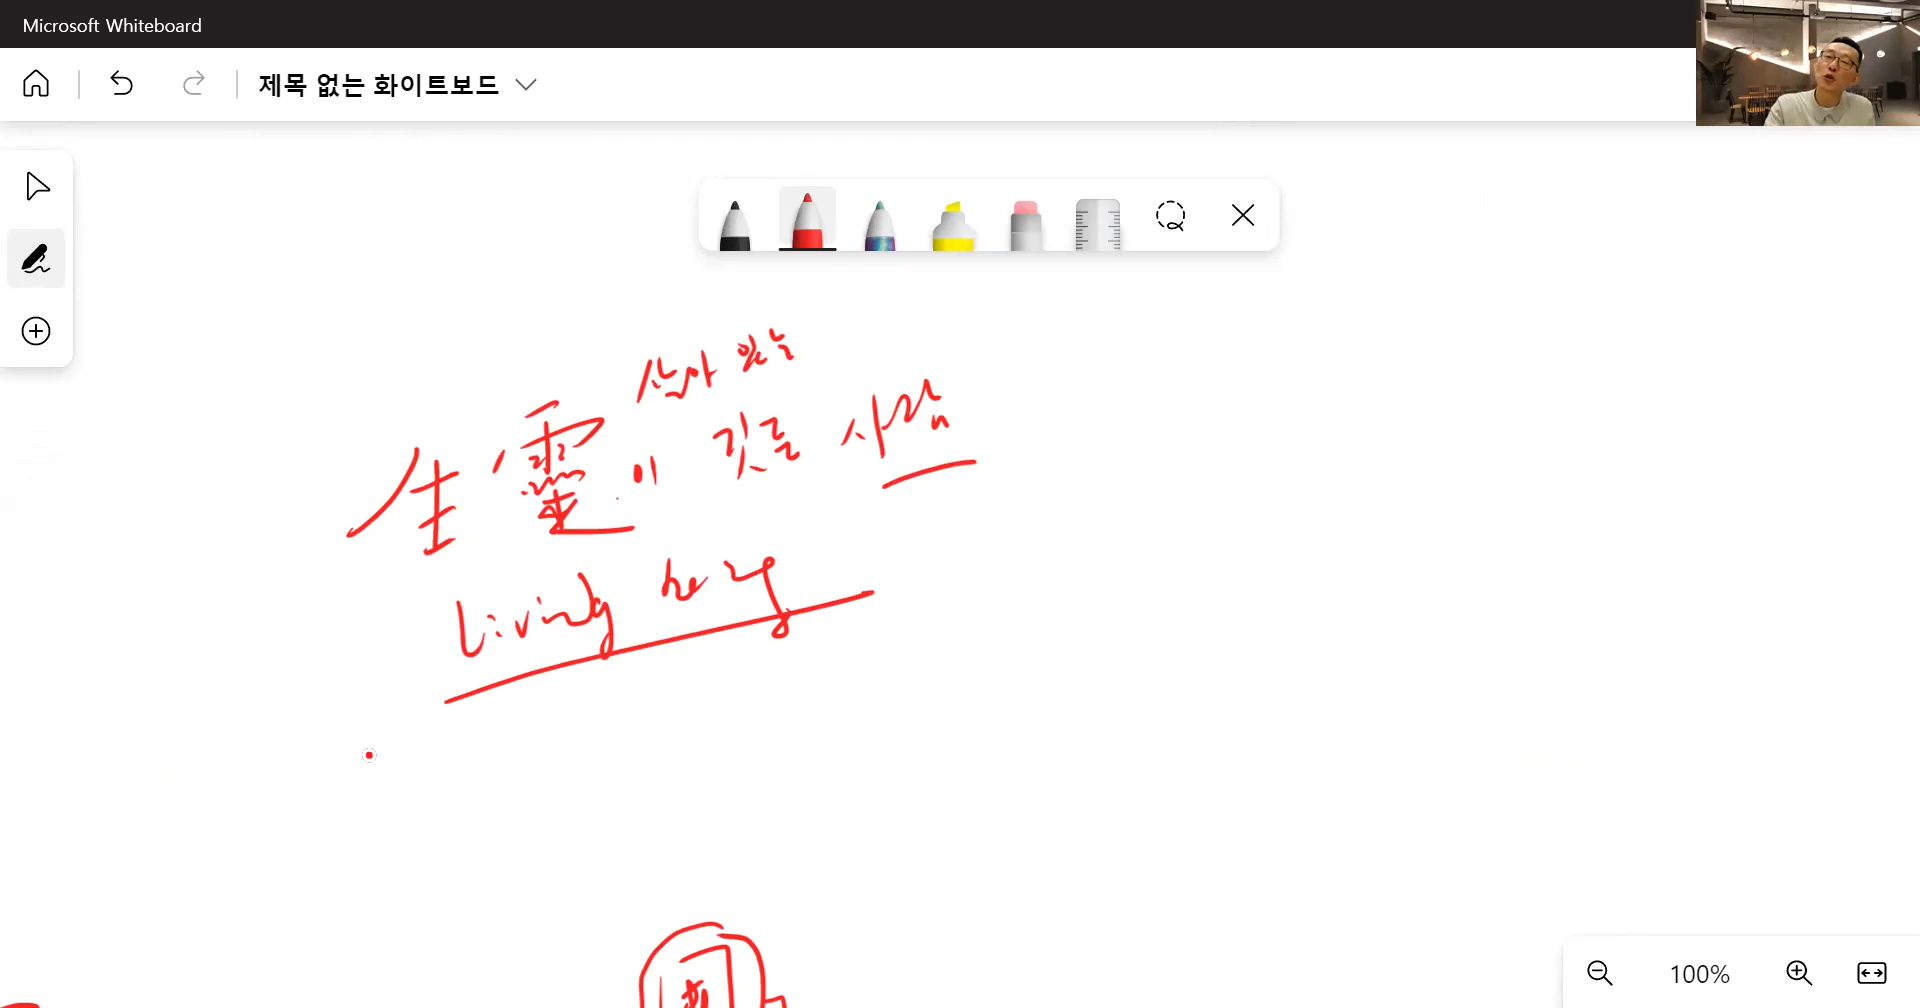 Microsoft Whiteboard
제목 없는 화이트보드
살아 있는
生靈이 깃든 사람
Living being
100%